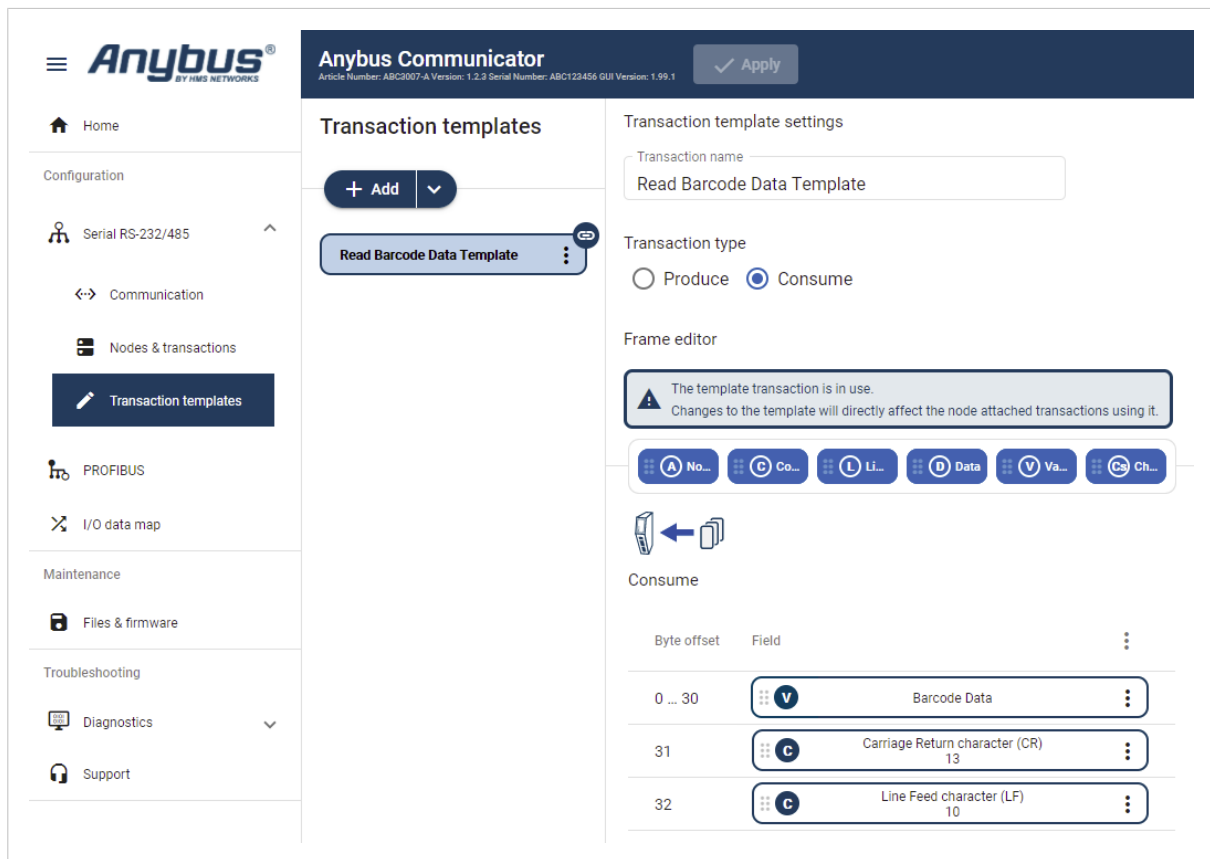 Anybus®
BY HMS NETWORKS
Anybus Communicator
Article Number: ABC3007-A Version: 1.2.3 Serial Number: ABC123456 GUI Version: 1.99.1
Apply
Home
Configuration
Serial RS-232/485
Communication
Nodes & transactions
Transaction templates
PROFIBUS
I/O data map
Maintenance
Files & firmware
Troubleshooting
Diagnostics
Support
Transaction templates
+ Add
Read Barcode Data Template
Transaction template settings
Transaction name
Read Barcode Data Template
Transaction type
Produce Consume
Frame editor
The template transaction is in use.
Changes to the template will directly affect the node attached transactions using it.
A No... C Co... L Li... D Data V Va... Cs Ch...
Consume
Byte offset Field
0 ... 30 V Barcode Data
31 C Carriage Return character (CR)
13
32 C Line Feed character (LF)
10